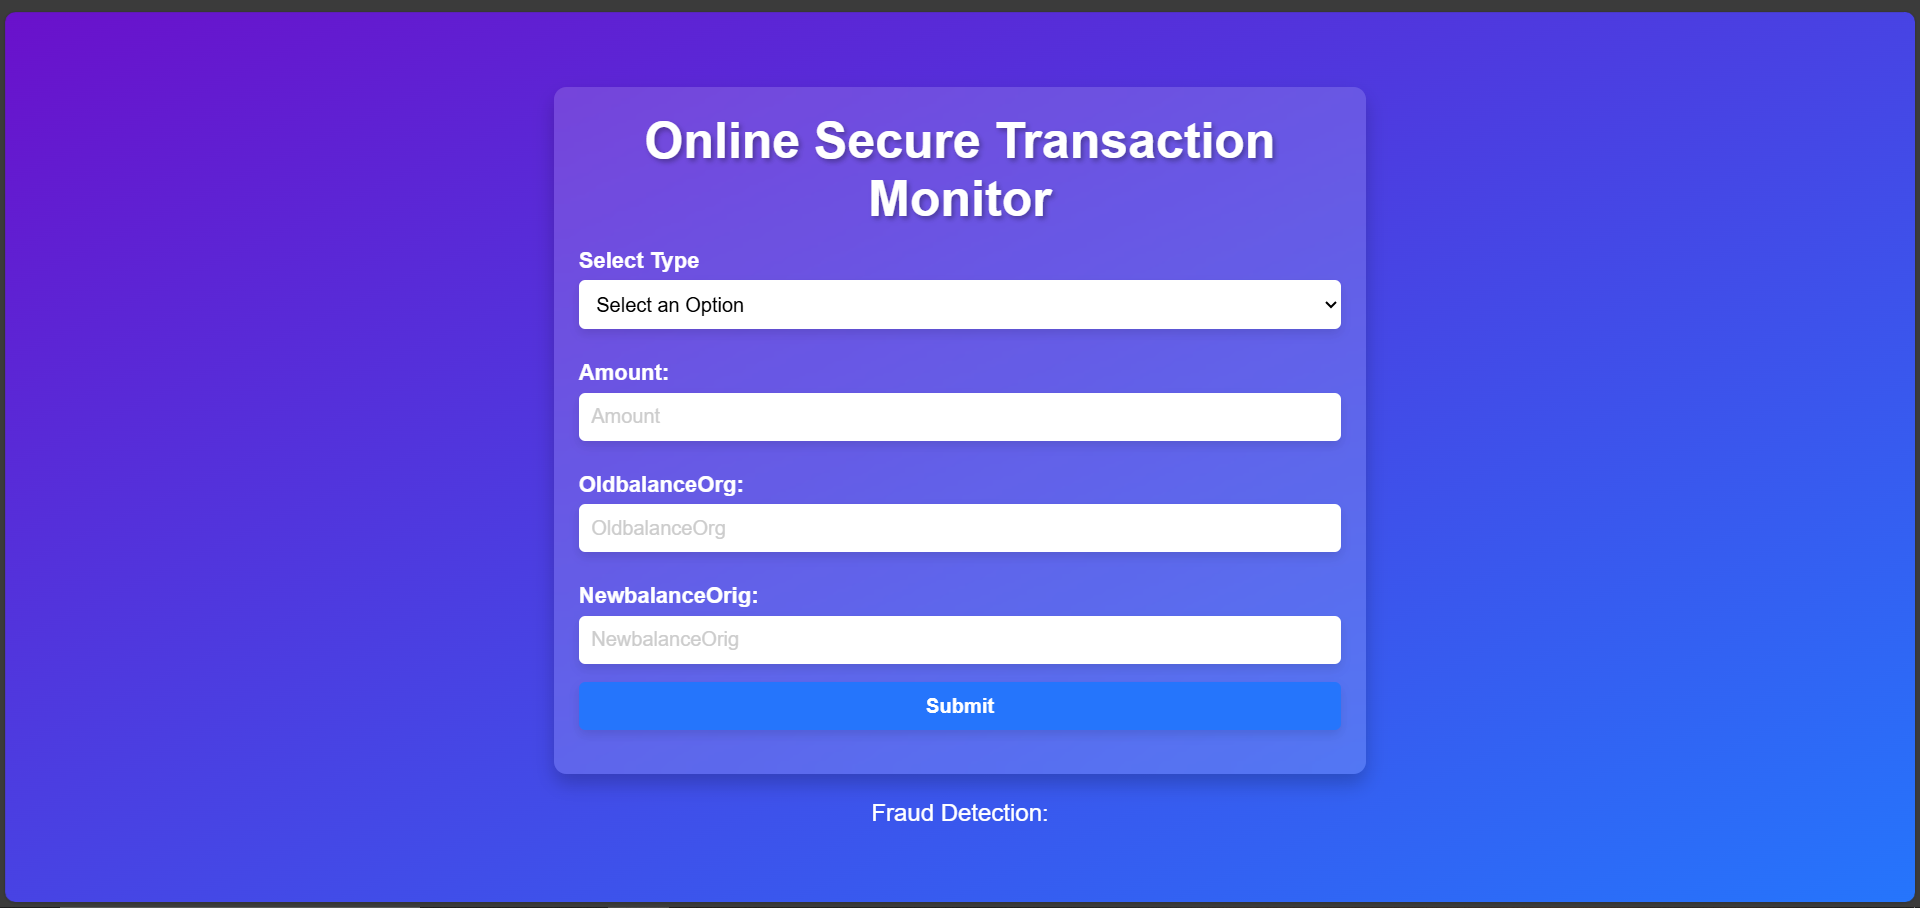 Online Secure Transaction
Monitor
Select Type
Select an Option
Amount:
Amount
OldbalanceOrg:
OldbalanceOrg
NewbalanceOrig:
NewbalanceOrig
Submit
Fraud Detection: